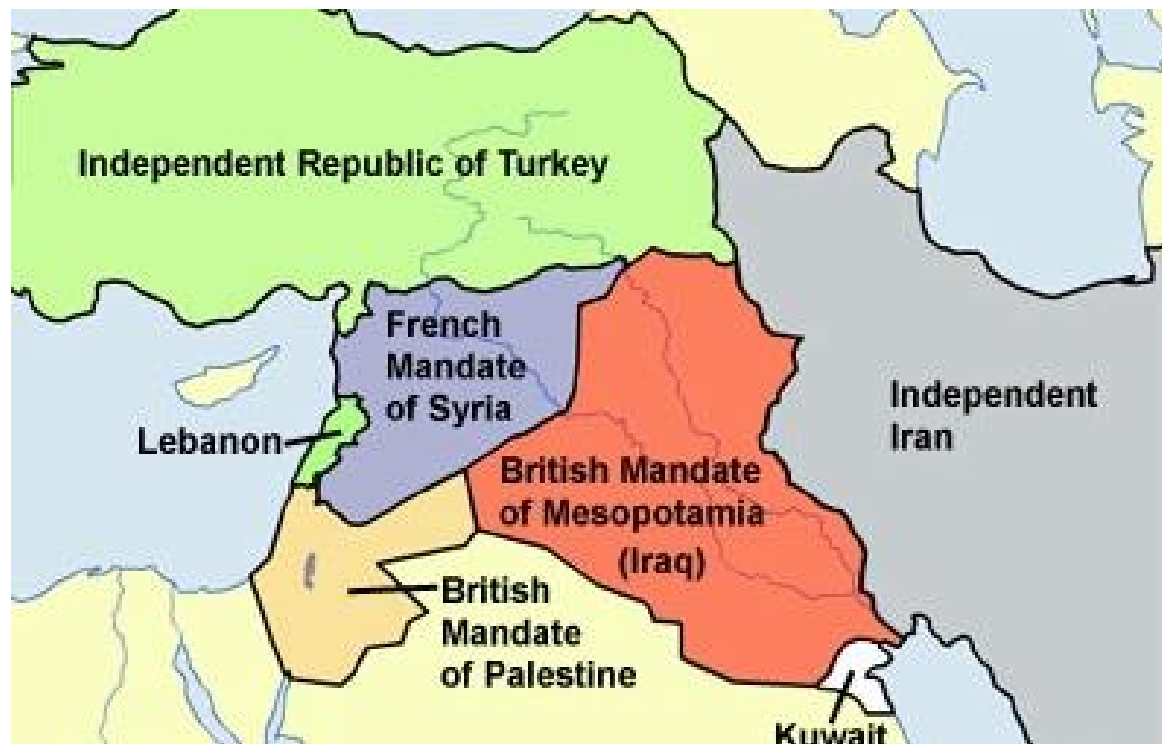 Independent Republic of Turkey
French
Mandate
of Syria
Independent
Iran
Lebanon
British Mandate
of Mesopotamia
(Iraq)
British
Mandate
of Palestine
Kuwait